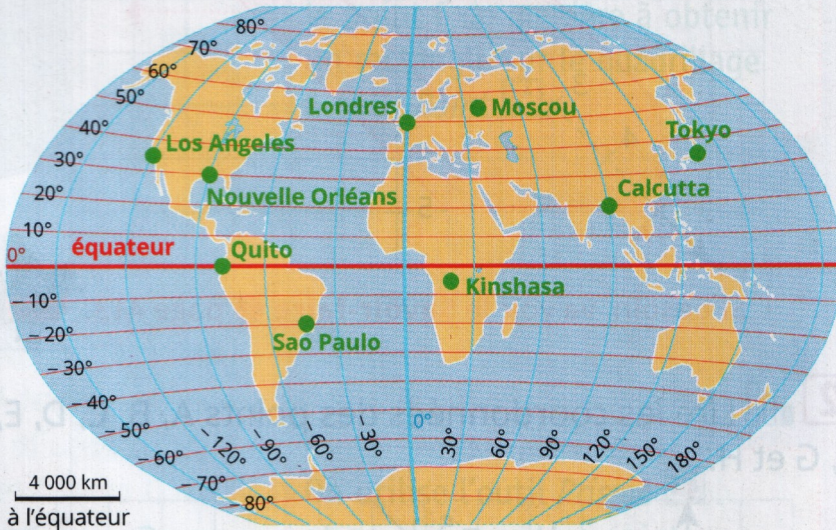 80°
70°
60°
50°
40°
30°
20°
10°
0°
−10°
−20°
−30°
−40°
−50°
−60°
−70°
−80°
Londres
Moscou
Los Angeles
Tokyo
Nouvelle Orléans
Calcutta
équateur
Quito
Kinshasa
Sao Paulo
0°
−120°
−90°
−60°
−30°
30°
60°
90°
120°
150°
180°
4 000 km
à l'équateur
à obtenir
D, E,
G et